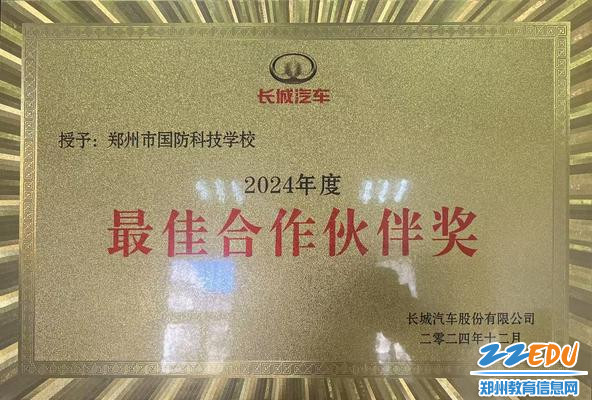 长城汽车
授予：郑州市国防科技学校
2024年度
最佳合作伙伴奖
长城汽车股份有限公司
二零二四年十二月
ZZEDU
郑州教育信息网